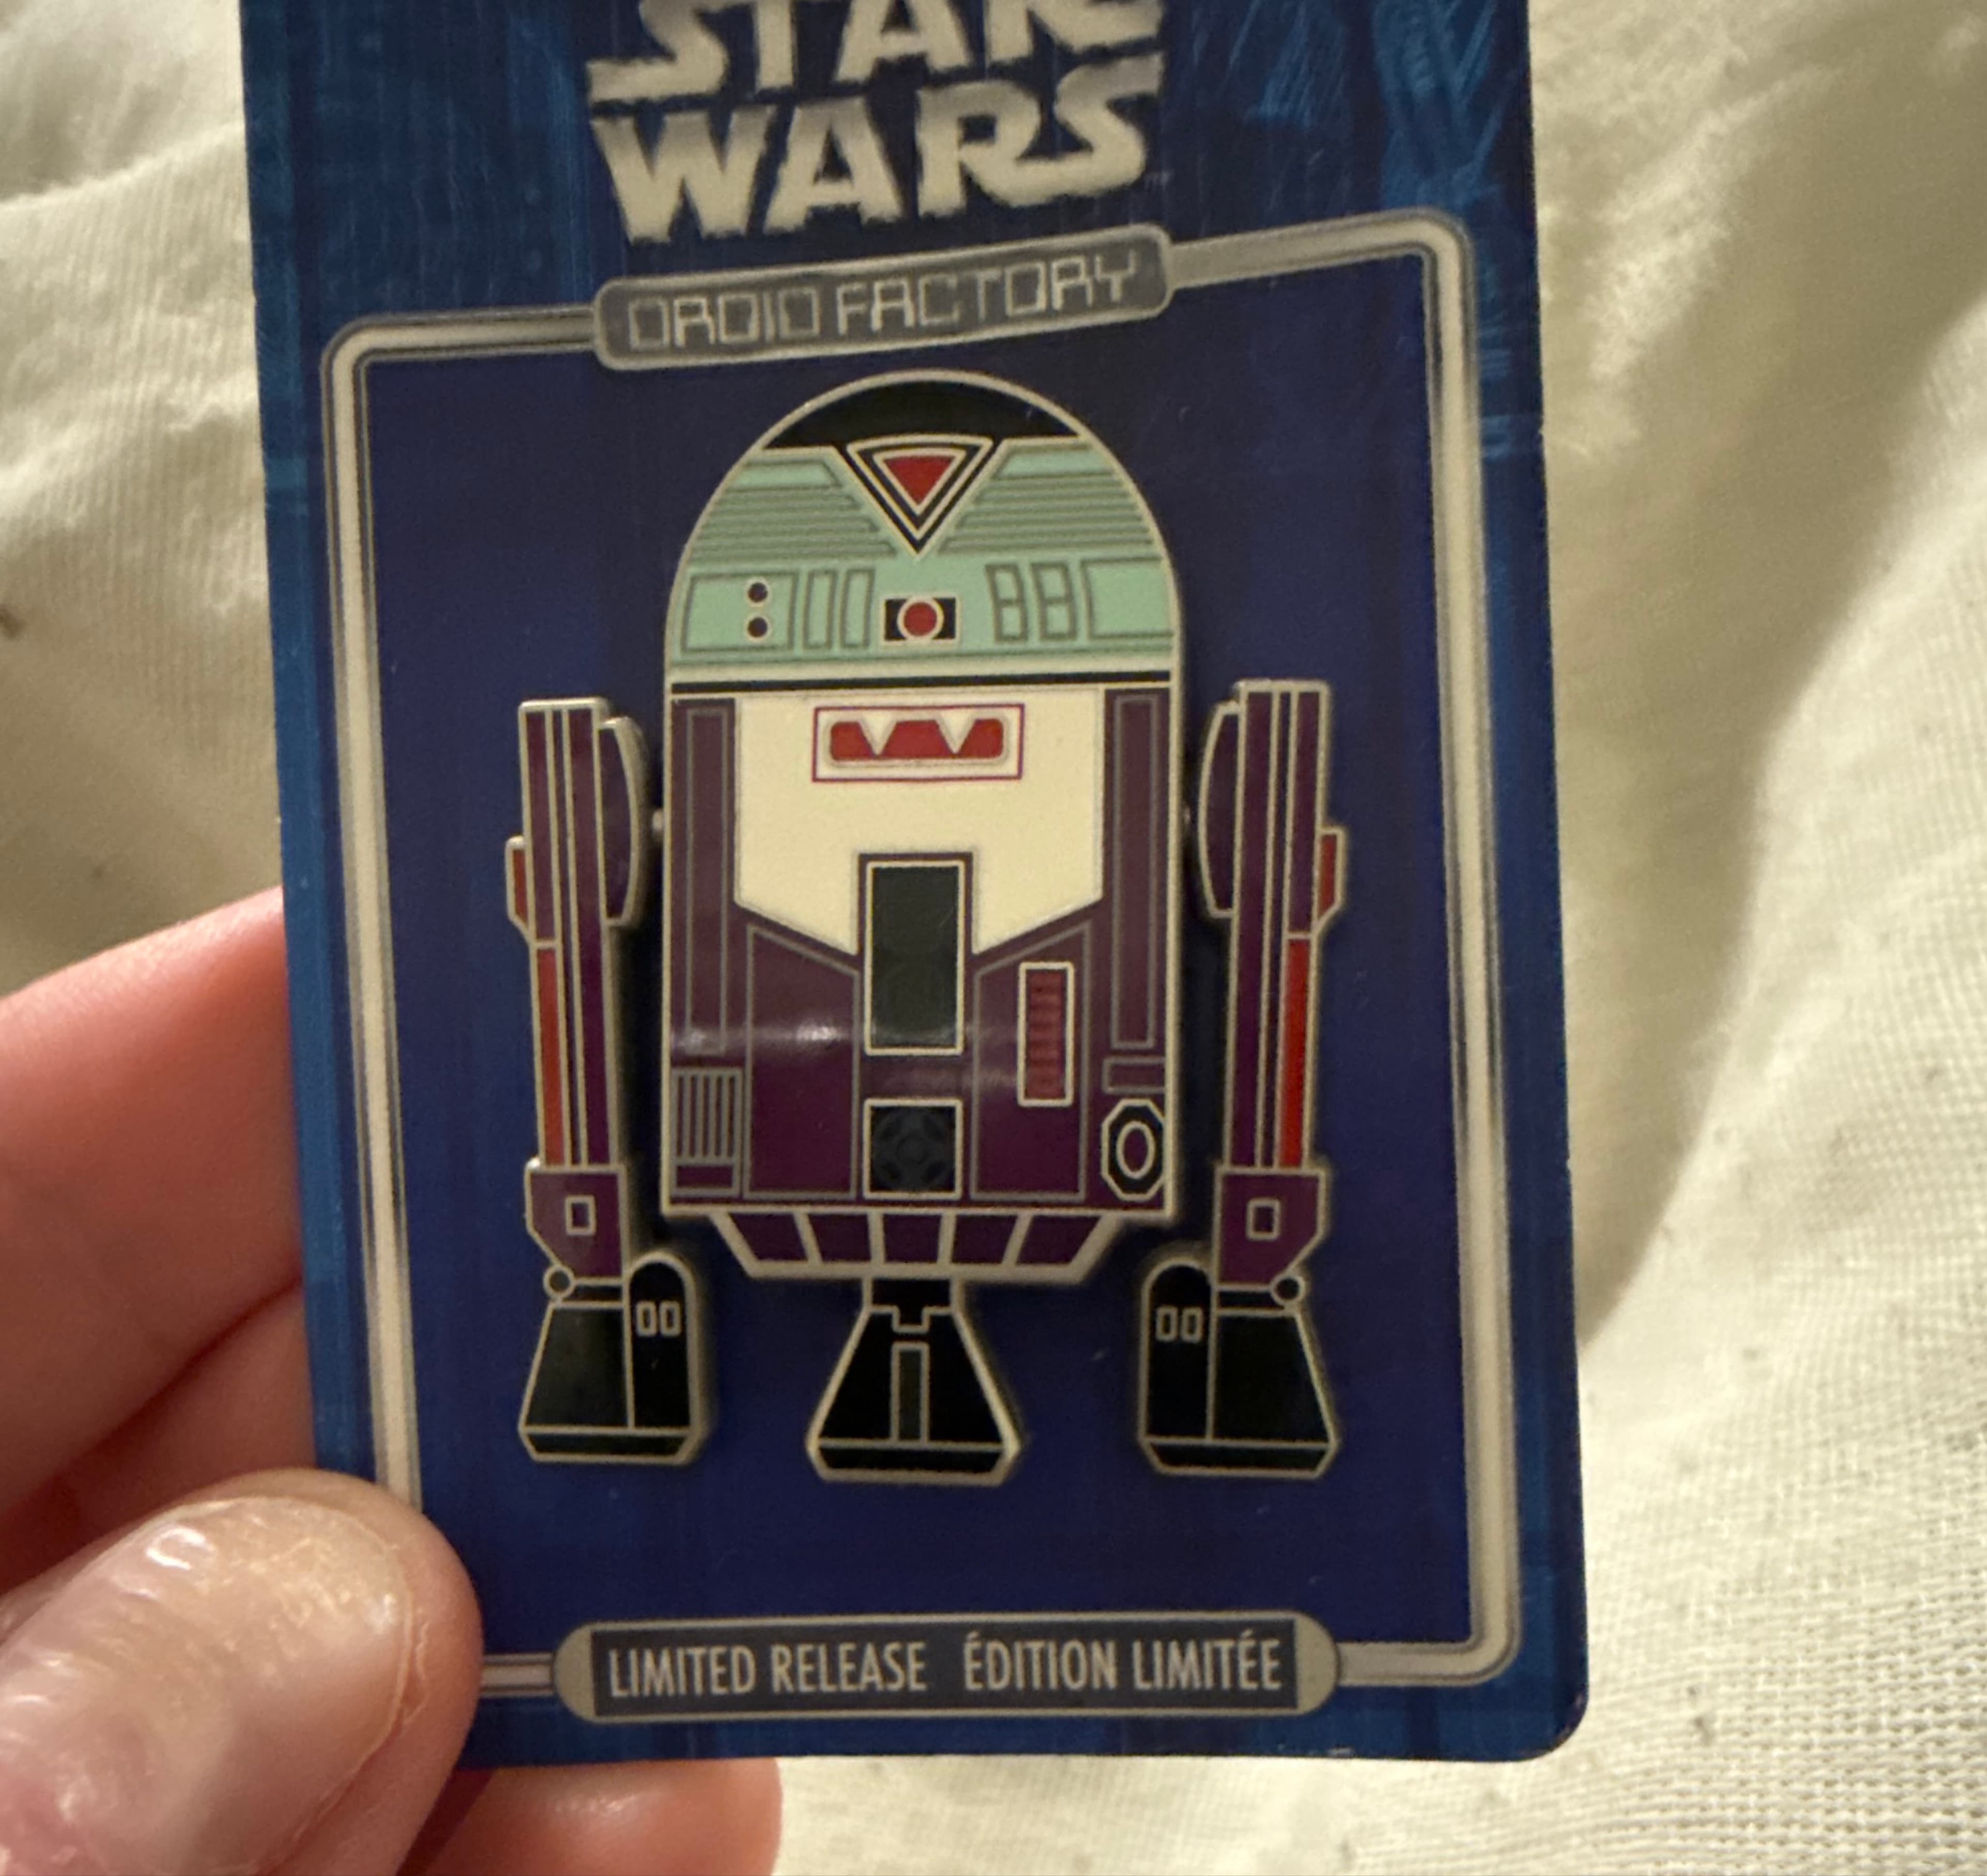 STAR
WARS
DROID FACTORY
LIMITED RELEASE ÉDITION LIMITÉE